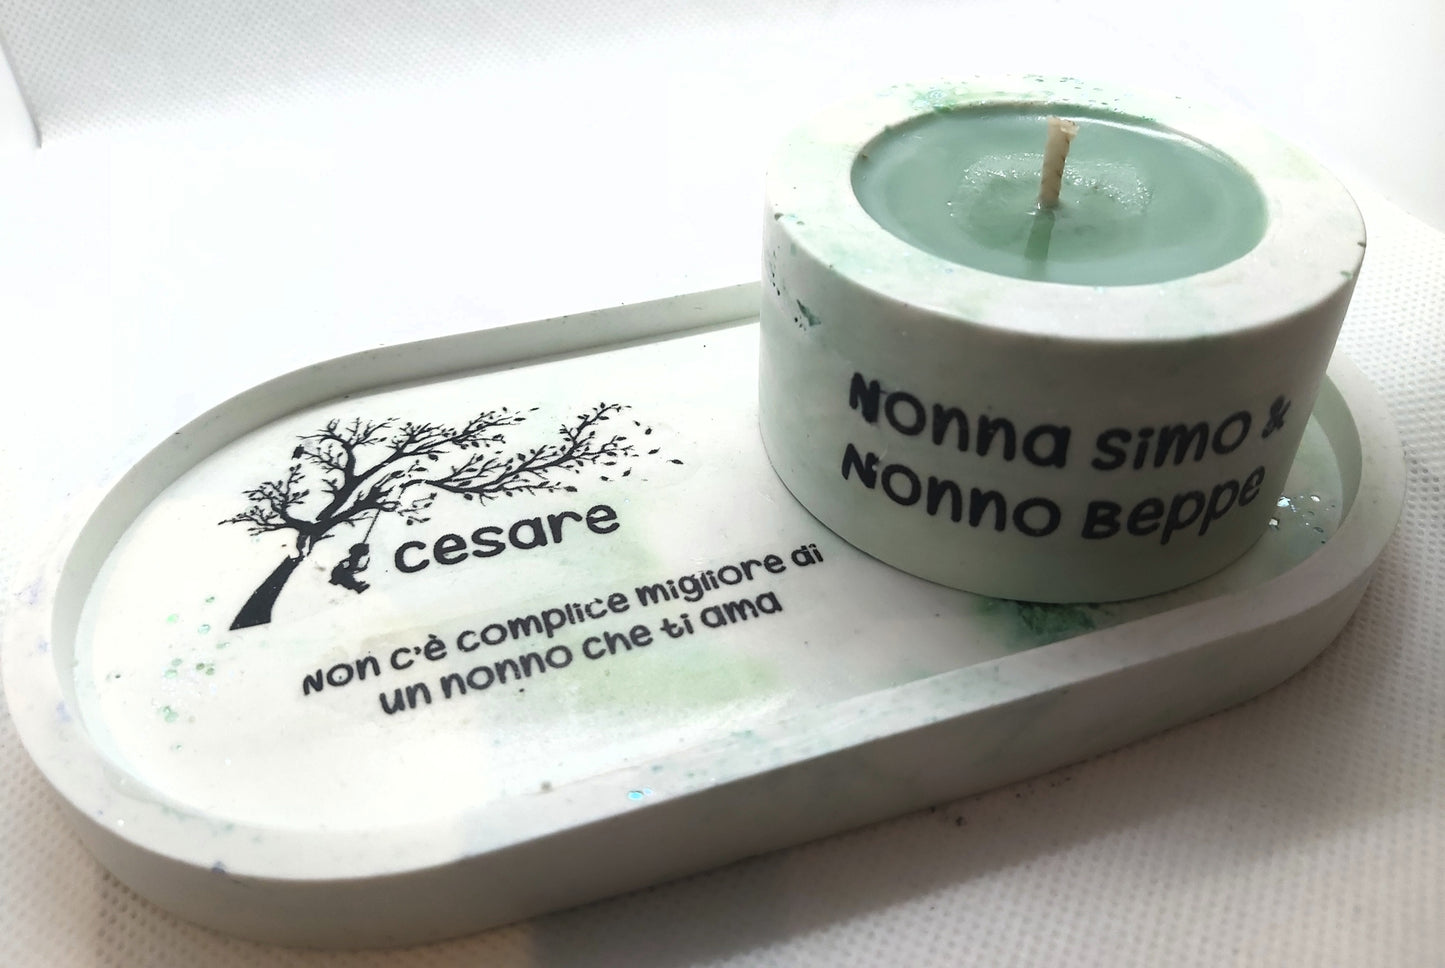 cesare
Non c'è complice migliore di
un nonno che ti ama
Nonna Simo &
Nonno Beppe